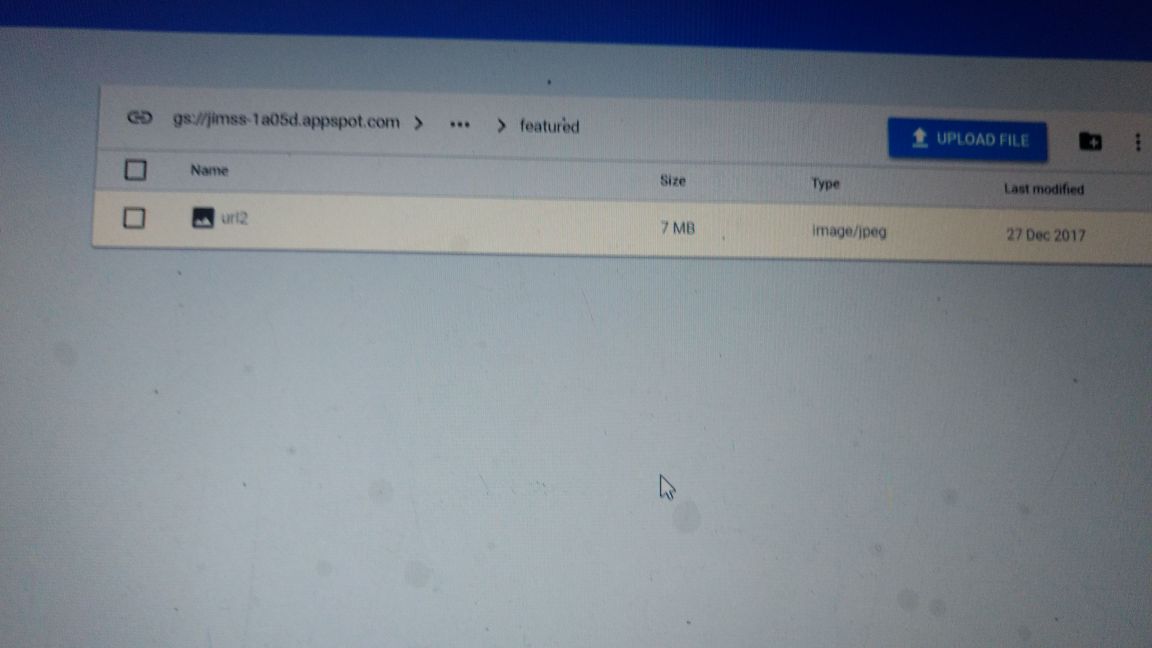 gs://jimss-1a05d.appspot.com > ... > featured UPLOAD FILE
Name Size Type Last modified
url2 7 MB image/jpeg 27 Dec 2017